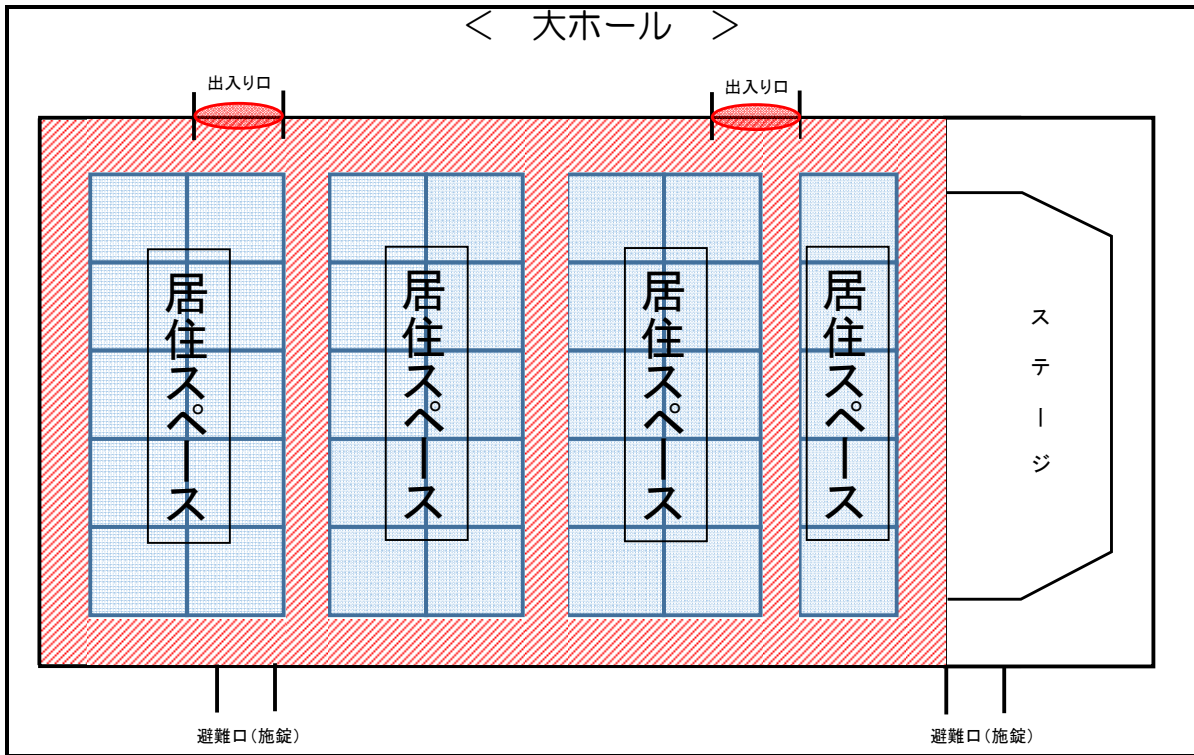 ＜　大ホール　＞
出入り口
出入り口
居住スペース
居住スペース
居住スペース
居住スペース
ステージ
避難口（施錠）
避難口（施錠）